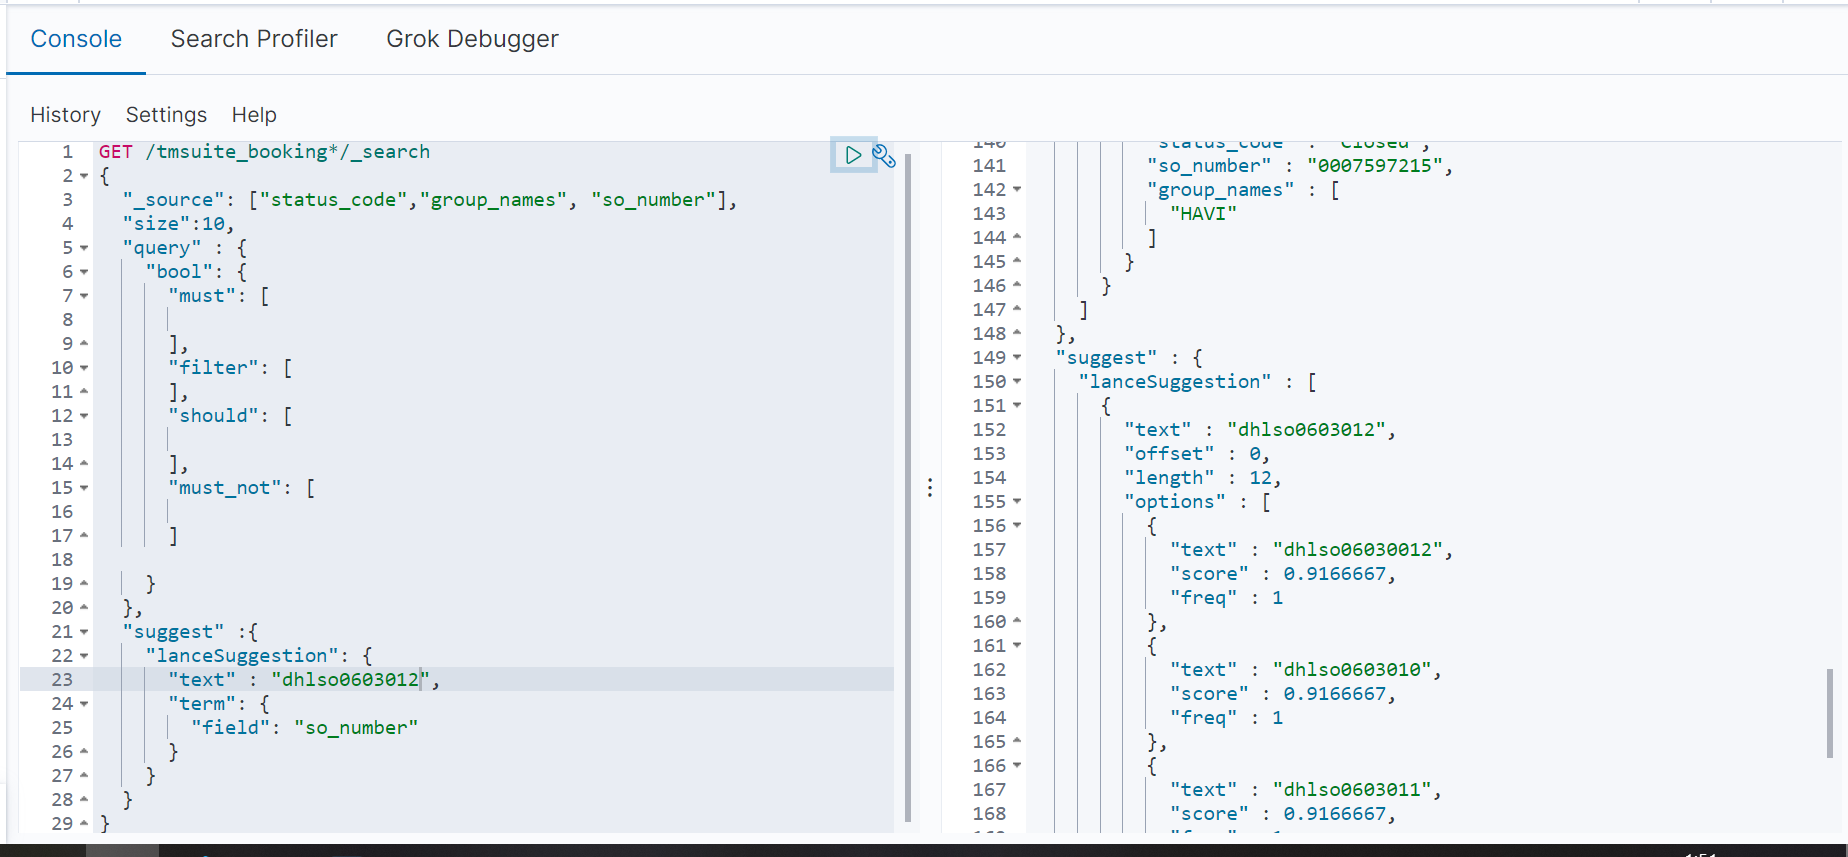 Console Search Profiler Grok Debugger
History Settings Help
1 GET /tmsuite_booking*/_search
2 {
3 "_source": ["status_code","group_names", "so_number"],
4 "size":10,
5 "query" : {
6 "bool": {
7 "must": [
8
9 ],
10 "filter": [
11 ],
12 "should": [
13
14 ],
15 "must_not": [
16
17 ]
18
19 }
20 },
21 "suggest" :{
22 "lanceSuggestion": {
23 "text" : "dhlso0603012",
24 "term": {
25 "field": "so_number"
26 }
27 }
28 }
29 }
140 "status_code" : "Closed",
141 "so_number" : "0007597215",
142 "group_names" : [
143 "HAVI"
144 ]
145 }
146 }
147 ]
148 },
149 "suggest" : {
150 "lanceSuggestion" : [
151 {
152 "text" : "dhlso0603012",
153 "offset" : 0,
154 "length" : 12,
155 "options" : [
156 {
157 "text" : "dhlso06030012",
158 "score" : 0.9166667,
159 "freq" : 1
160 },
161 {
162 "text" : "dhlso0603010",
163 "score" : 0.9166667,
164 "freq" : 1
165 },
166 {
167 "text" : "dhlso0603011",
168 "score" : 0.9166667,